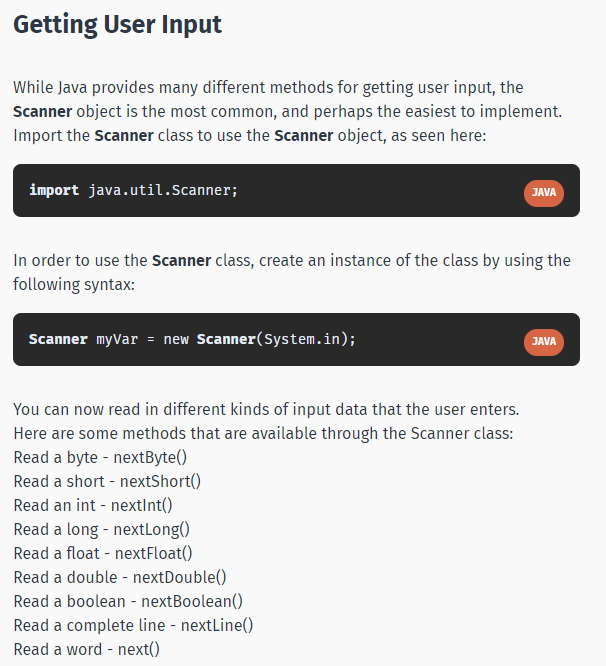 Getting User Input
While Java provides many different methods for getting user input, the
Scanner object is the most common, and perhaps the easiest to implement.
Import the Scanner class to use the Scanner object, as seen here:
import java.util.Scanner;
JAVA
In order to use the Scanner class, create an instance of the class by using the
following syntax:
Scanner myVar = new Scanner(System.in);
JAVA
You can now read in different kinds of input data that the user enters.
Here are some methods that are available through the Scanner class:
Read a byte - nextByte()
Read a short - nextShort()
Read an int - nextInt()
Read a long - nextLong()
Read a float - nextFloat()
Read a double - nextDouble()
Read a boolean - nextBoolean()
Read a complete line - nextLine()
Read a word - next()